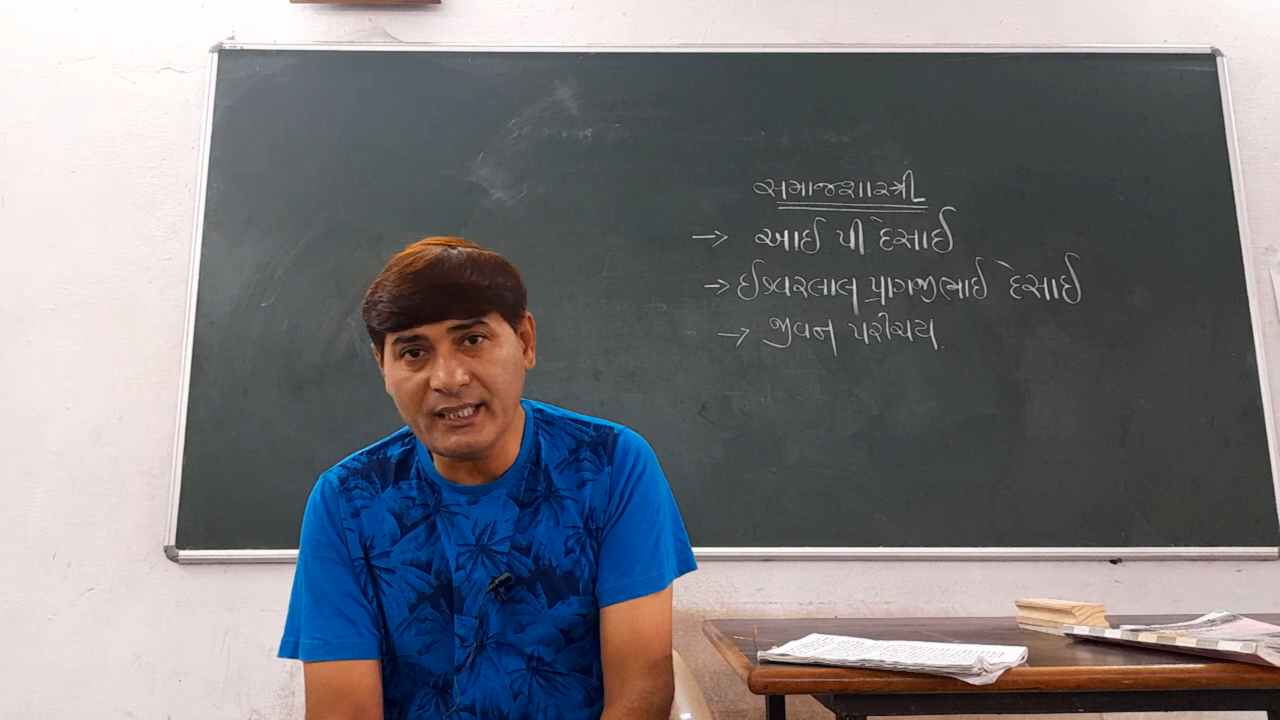 સમાજશાસ્ત્રી
→ આઈ પી દેસાઈ
→ ઈશ્વરલાલ પ્રાગજીભાઈ દેસાઈ
→ જીવન પરીચય.